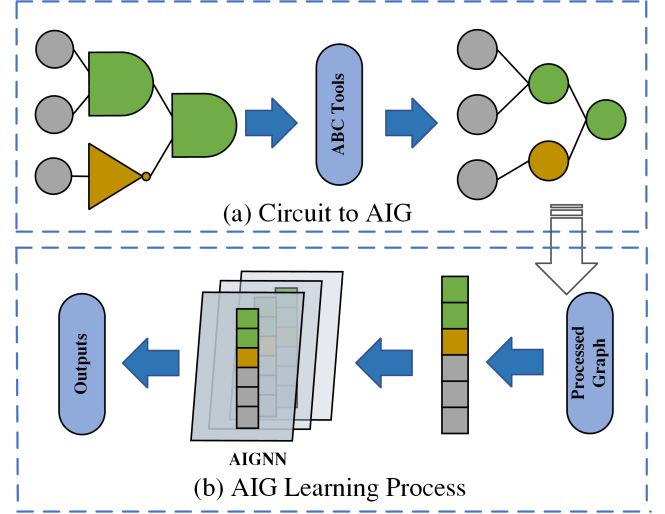 ABC Tools
(a) Circuit to AIG
Outputs
Processed
Graph
AIGNN
(b) AIG Learning Process